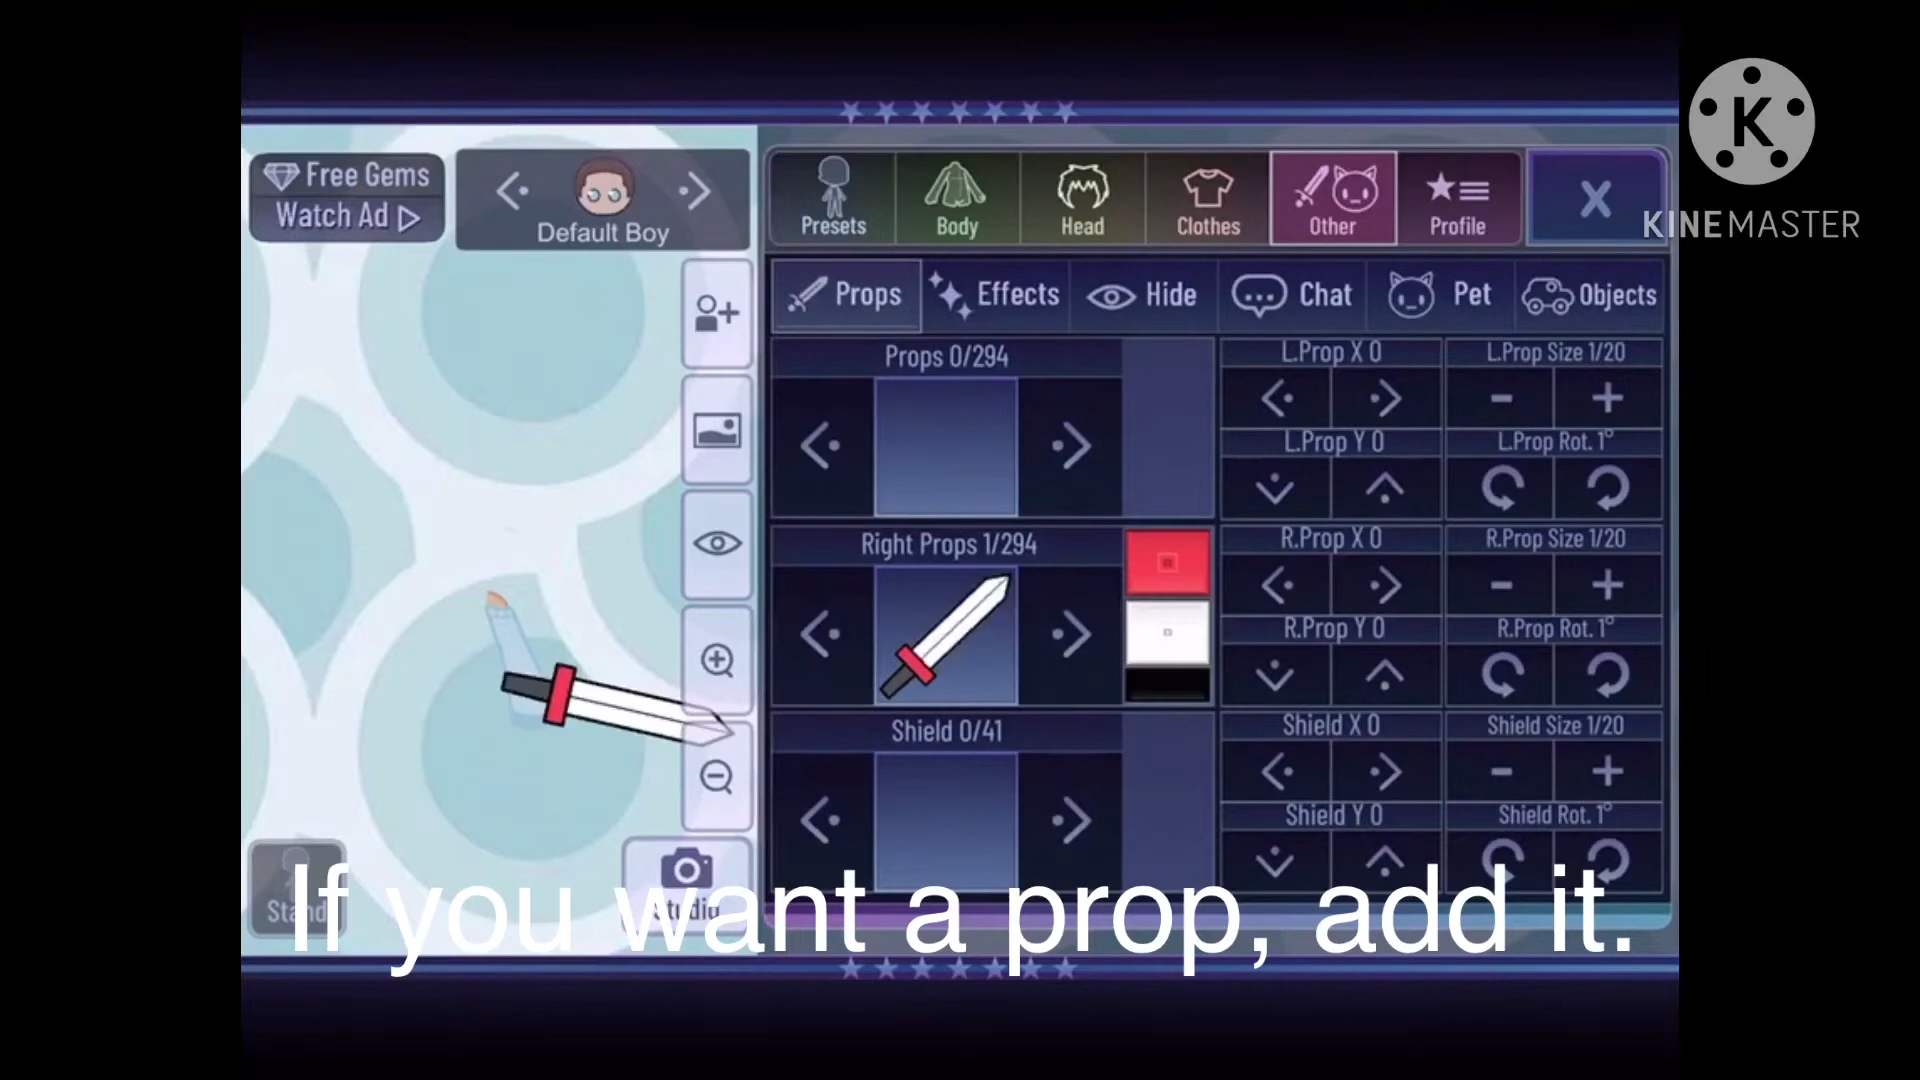 Free Gems
Watch Ad
Default Boy
Presets
Body
Head
Clothes
Other
Profile
X
K
KINEMASTER
Props
Effects
Hide
Chat
Pet
Objects
Props 0/294
L.Prop X 0
L.Prop Size 1/20
L.Prop Y 0
L.Prop Rot. 1°
Right Props 1/294
R.Prop X 0
R.Prop Size 1/20
R.Prop Y 0
R.Prop Rot. 1°
Shield 0/41
Shield X 0
Shield Size 1/20
Shield Y 0
Shield Rot. 1°
Stand
Studio
If you want a prop, add it.